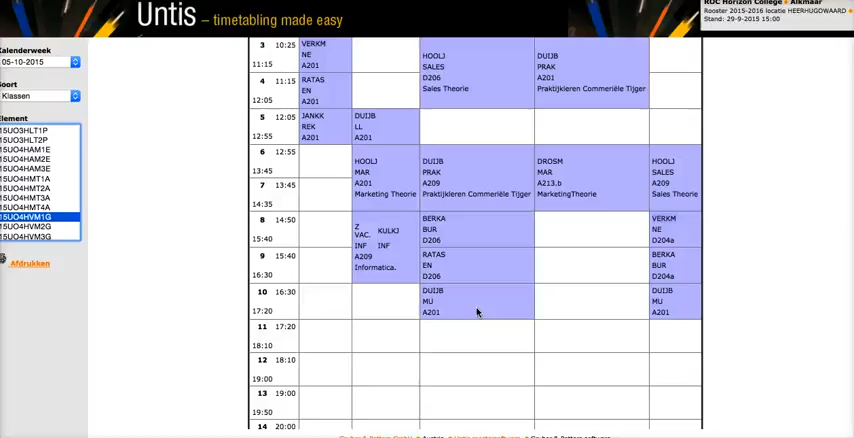 Untis – timetabling made easy
ROC Horizon College ◆ Alkmaar
Rooster 2015-2016 locatie HEERHUGOWAARD ◆
Stand: 29-9-2015 15:00
Kalenderweek
05-10-2015
Soort
Klassen
Element
15UO3HLT1P
15UO3HLT2P
15UO4HAM1E
15UO4HAM2E
15UO4HAM3E
15UO4HMT1A
15UO4HMT2A
15UO4HMT3A
15UO4HMT4A
15UO4HVM1G
15UO4HVM2G
15UO4HVM3G
Afdrukken
3 10:25
11:15
VERKM
NE
A201
HOOLJ
SALES
D206
Sales Theorie
DUIJB
PRAK
A201
Praktijkleren Commeriële Tijger
4 11:15
12:05
RATAS
EN
A201
5 12:05
12:55
JANKK
REK
A201
DUIJB
LL
A201
6 12:55
13:45
7 13:45
14:35
HOOLJ
MAR
A201
Marketing Theorie
DUIJB
PRAK
A209
Praktijkleren Commeriële Tijger
DROSM
MAR
A213.b
MarketingTheorie
HOOLJ
SALES
A209
Sales Theorie
8 14:50
15:40
Z
VAC. KULKJ
INF INF
A209
Informatica.
BERKA
BUR
D206
VERKM
NE
D204a
9 15:40
16:30
RATAS
EN
D206
BERKA
BUR
D204a
10 16:30
17:20
DUIJB
MU
A201
DUIJB
MU
A201
11 17:20
18:10
12 18:10
19:00
13 19:00
19:50
14 20:00